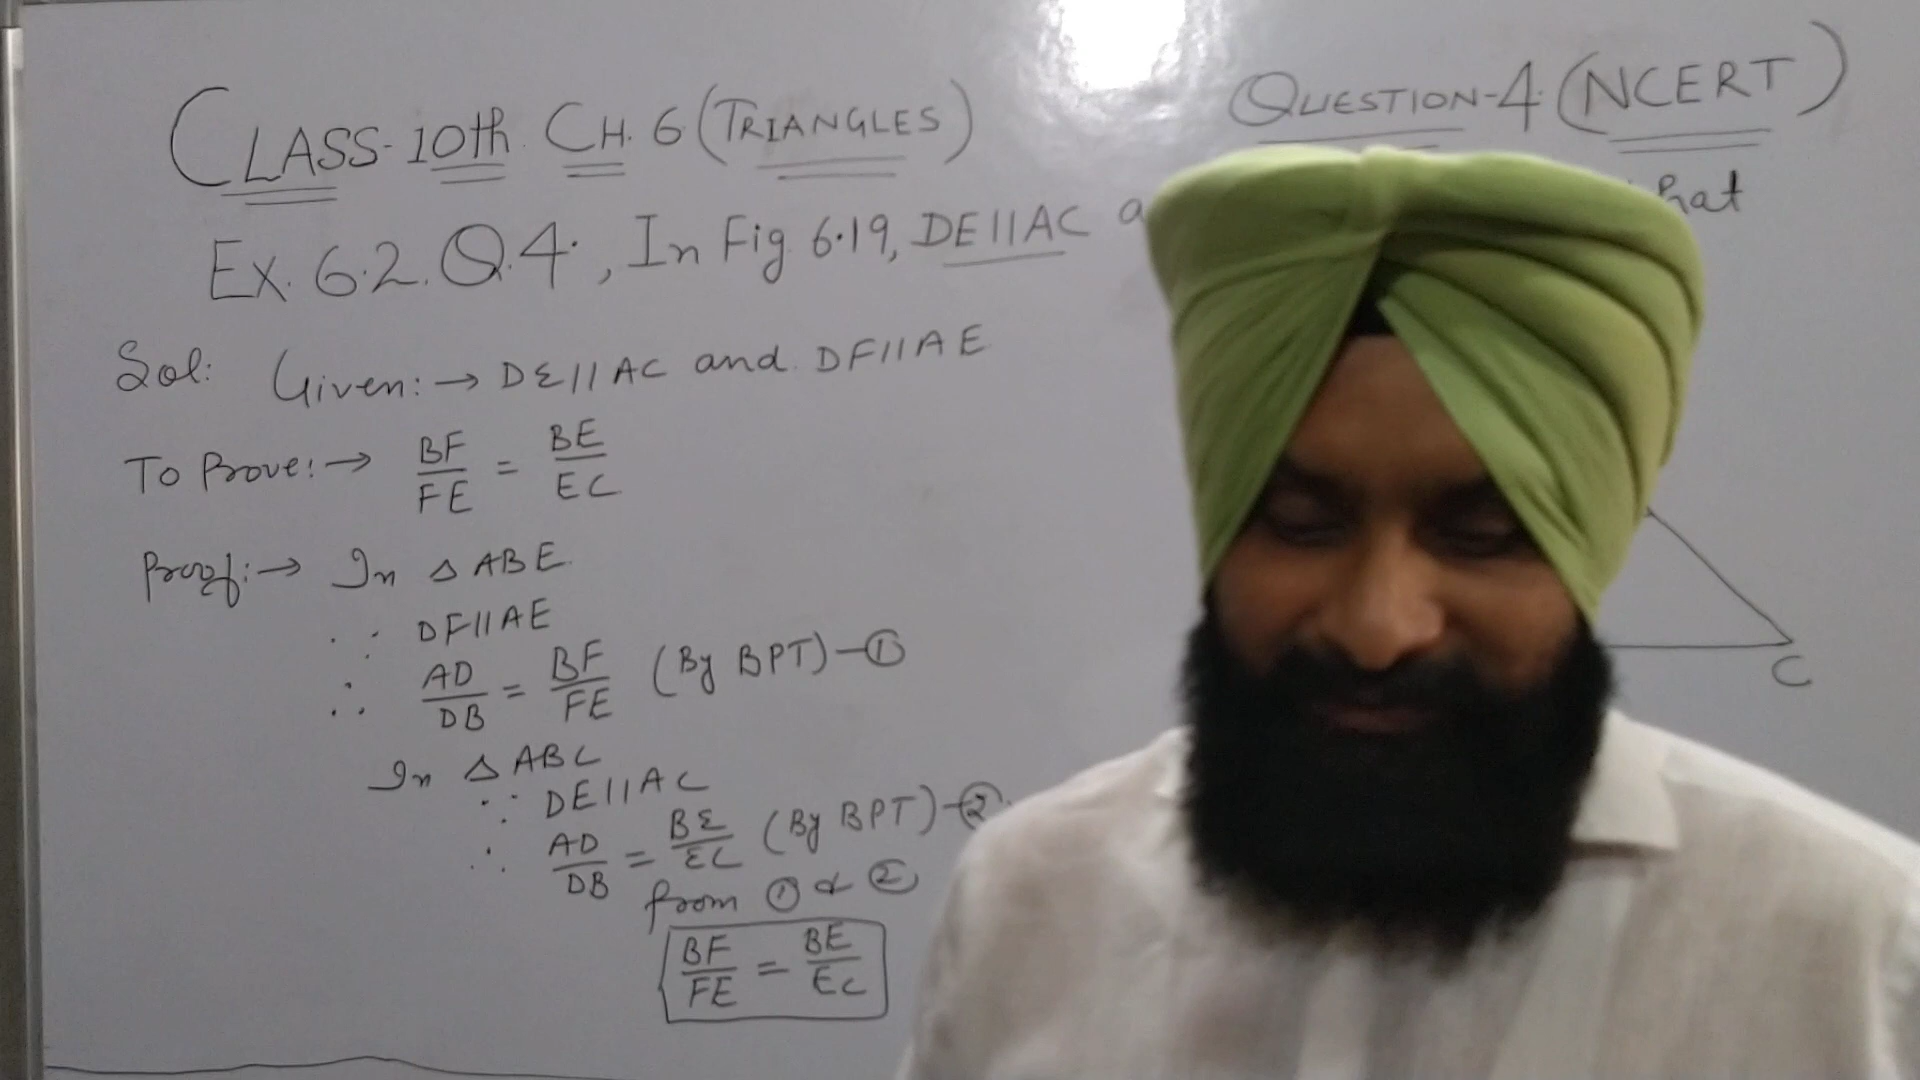 CLASS-10th CH. 6 (TRIANGLES)
QUESTION-4 (NCERT)
Ex. 6.2. Q.4., In Fig 6.19, DE||AC
Sol: Given:→ DE||AC and DF||AE
To Prove:→ BF/FE = BE/EC
Proof:→ In △ ABE
∵ DF||AE
∴ AD/DB = BF/FE (By BPT)—①
In △ ABC
∵ DE||AC
∴ AD/DB = BE/EC (By BPT)—②
from ① & ②
BF/FE = BE/EC
C